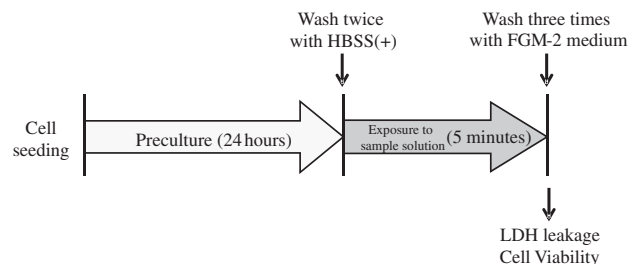 Wash twice
with HBSS(+)
Wash three times
with FGM-2 medium
Cell
seeding
Preculture (24 hours)
Exposure to
sample solution (5 minutes)
LDH leakage
Cell Viability